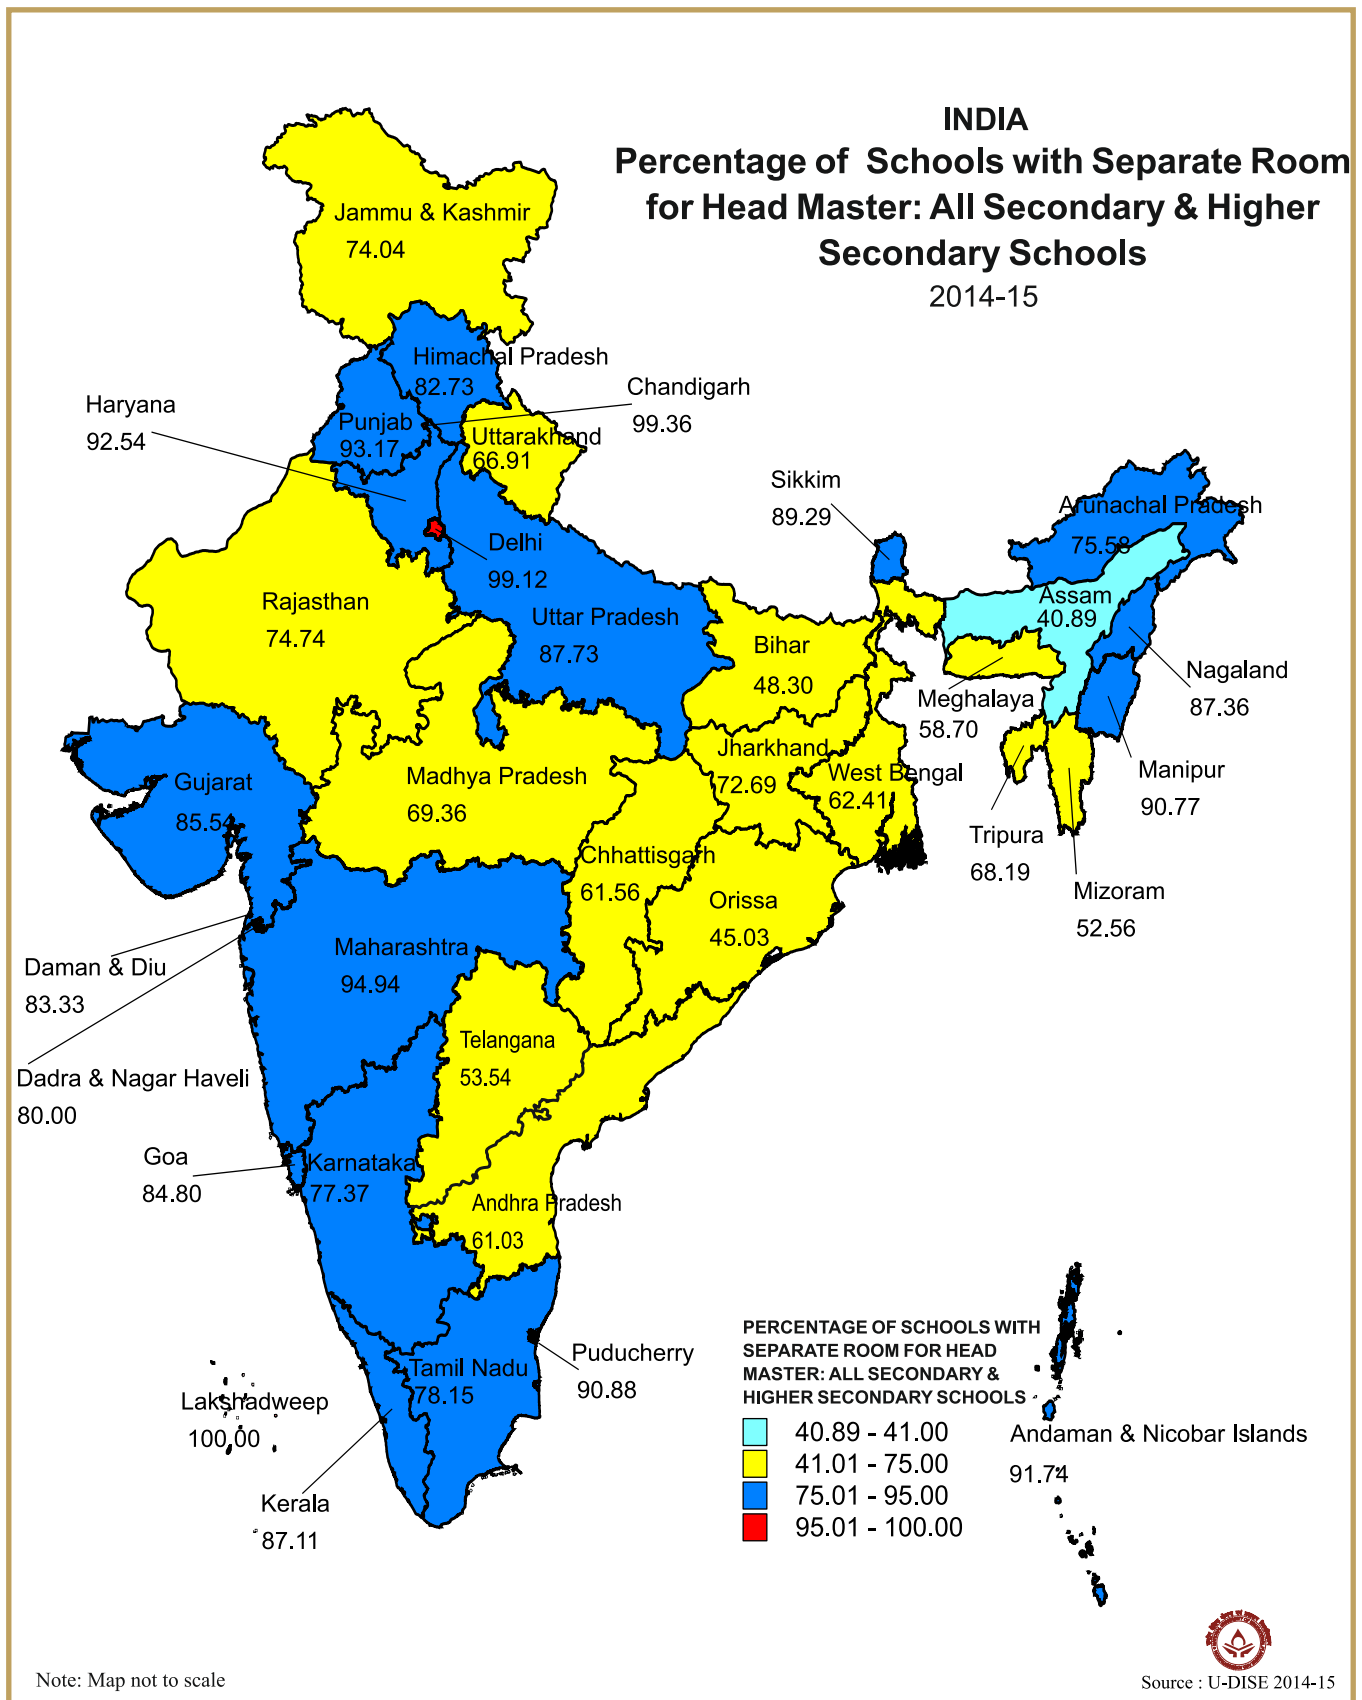 INDIA
Percentage of Schools with Separate Room
for Head Master: All Secondary & Higher
Secondary Schools
2014-15
Jammu & Kashmir
74.04
Himachal Pradesh
82.73
Chandigarh
99.36
Haryana
92.54
Punjab
93.17
Uttarakhand
66.91
Sikkim
89.29
Arunachal Pradesh
75.58
Delhi
99.12
Rajasthan
74.74
Uttar Pradesh
87.73
Assam
40.89
Bihar
48.30
Nagaland
87.36
Meghalaya
58.70
Jharkhand
72.69
West Bengal
62.41
Madhya Pradesh
69.36
Gujarat
85.54
Manipur
90.77
Tripura
68.19
Mizoram
52.56
Chhattisgarh
61.56
Orissa
45.03
Maharashtra
94.94
Daman & Diu
83.33
Telangana
53.54
Dadra & Nagar Haveli
80.00
Goa
84.80
Karnataka
77.37
Andhra Pradesh
61.03
Puducherry
90.88
Tamil Nadu
78.15
Lakshadweep
100.00
Kerala
87.11
PERCENTAGE OF SCHOOLS WITH
SEPARATE ROOM FOR HEAD
MASTER: ALL SECONDARY &
HIGHER SECONDARY SCHOOLS
40.89 - 41.00
41.01 - 75.00
75.01 - 95.00
95.01 - 100.00
Andaman & Nicobar Islands
91.74
Note: Map not to scale
Source : U-DISE 2014-15